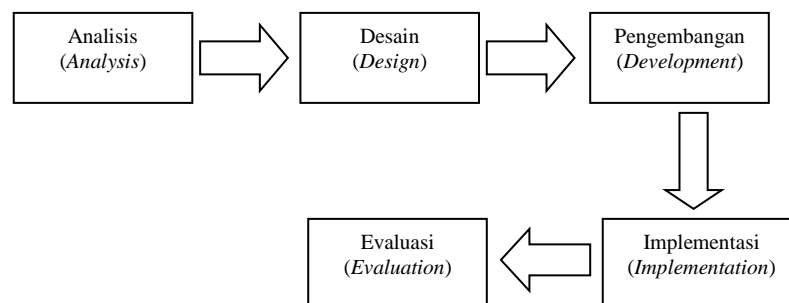 Analisis
(Analysis)
Desain
(Design)
Pengembangan
(Development)
Implementasi
(Implementation)
Evaluasi
(Evaluation)